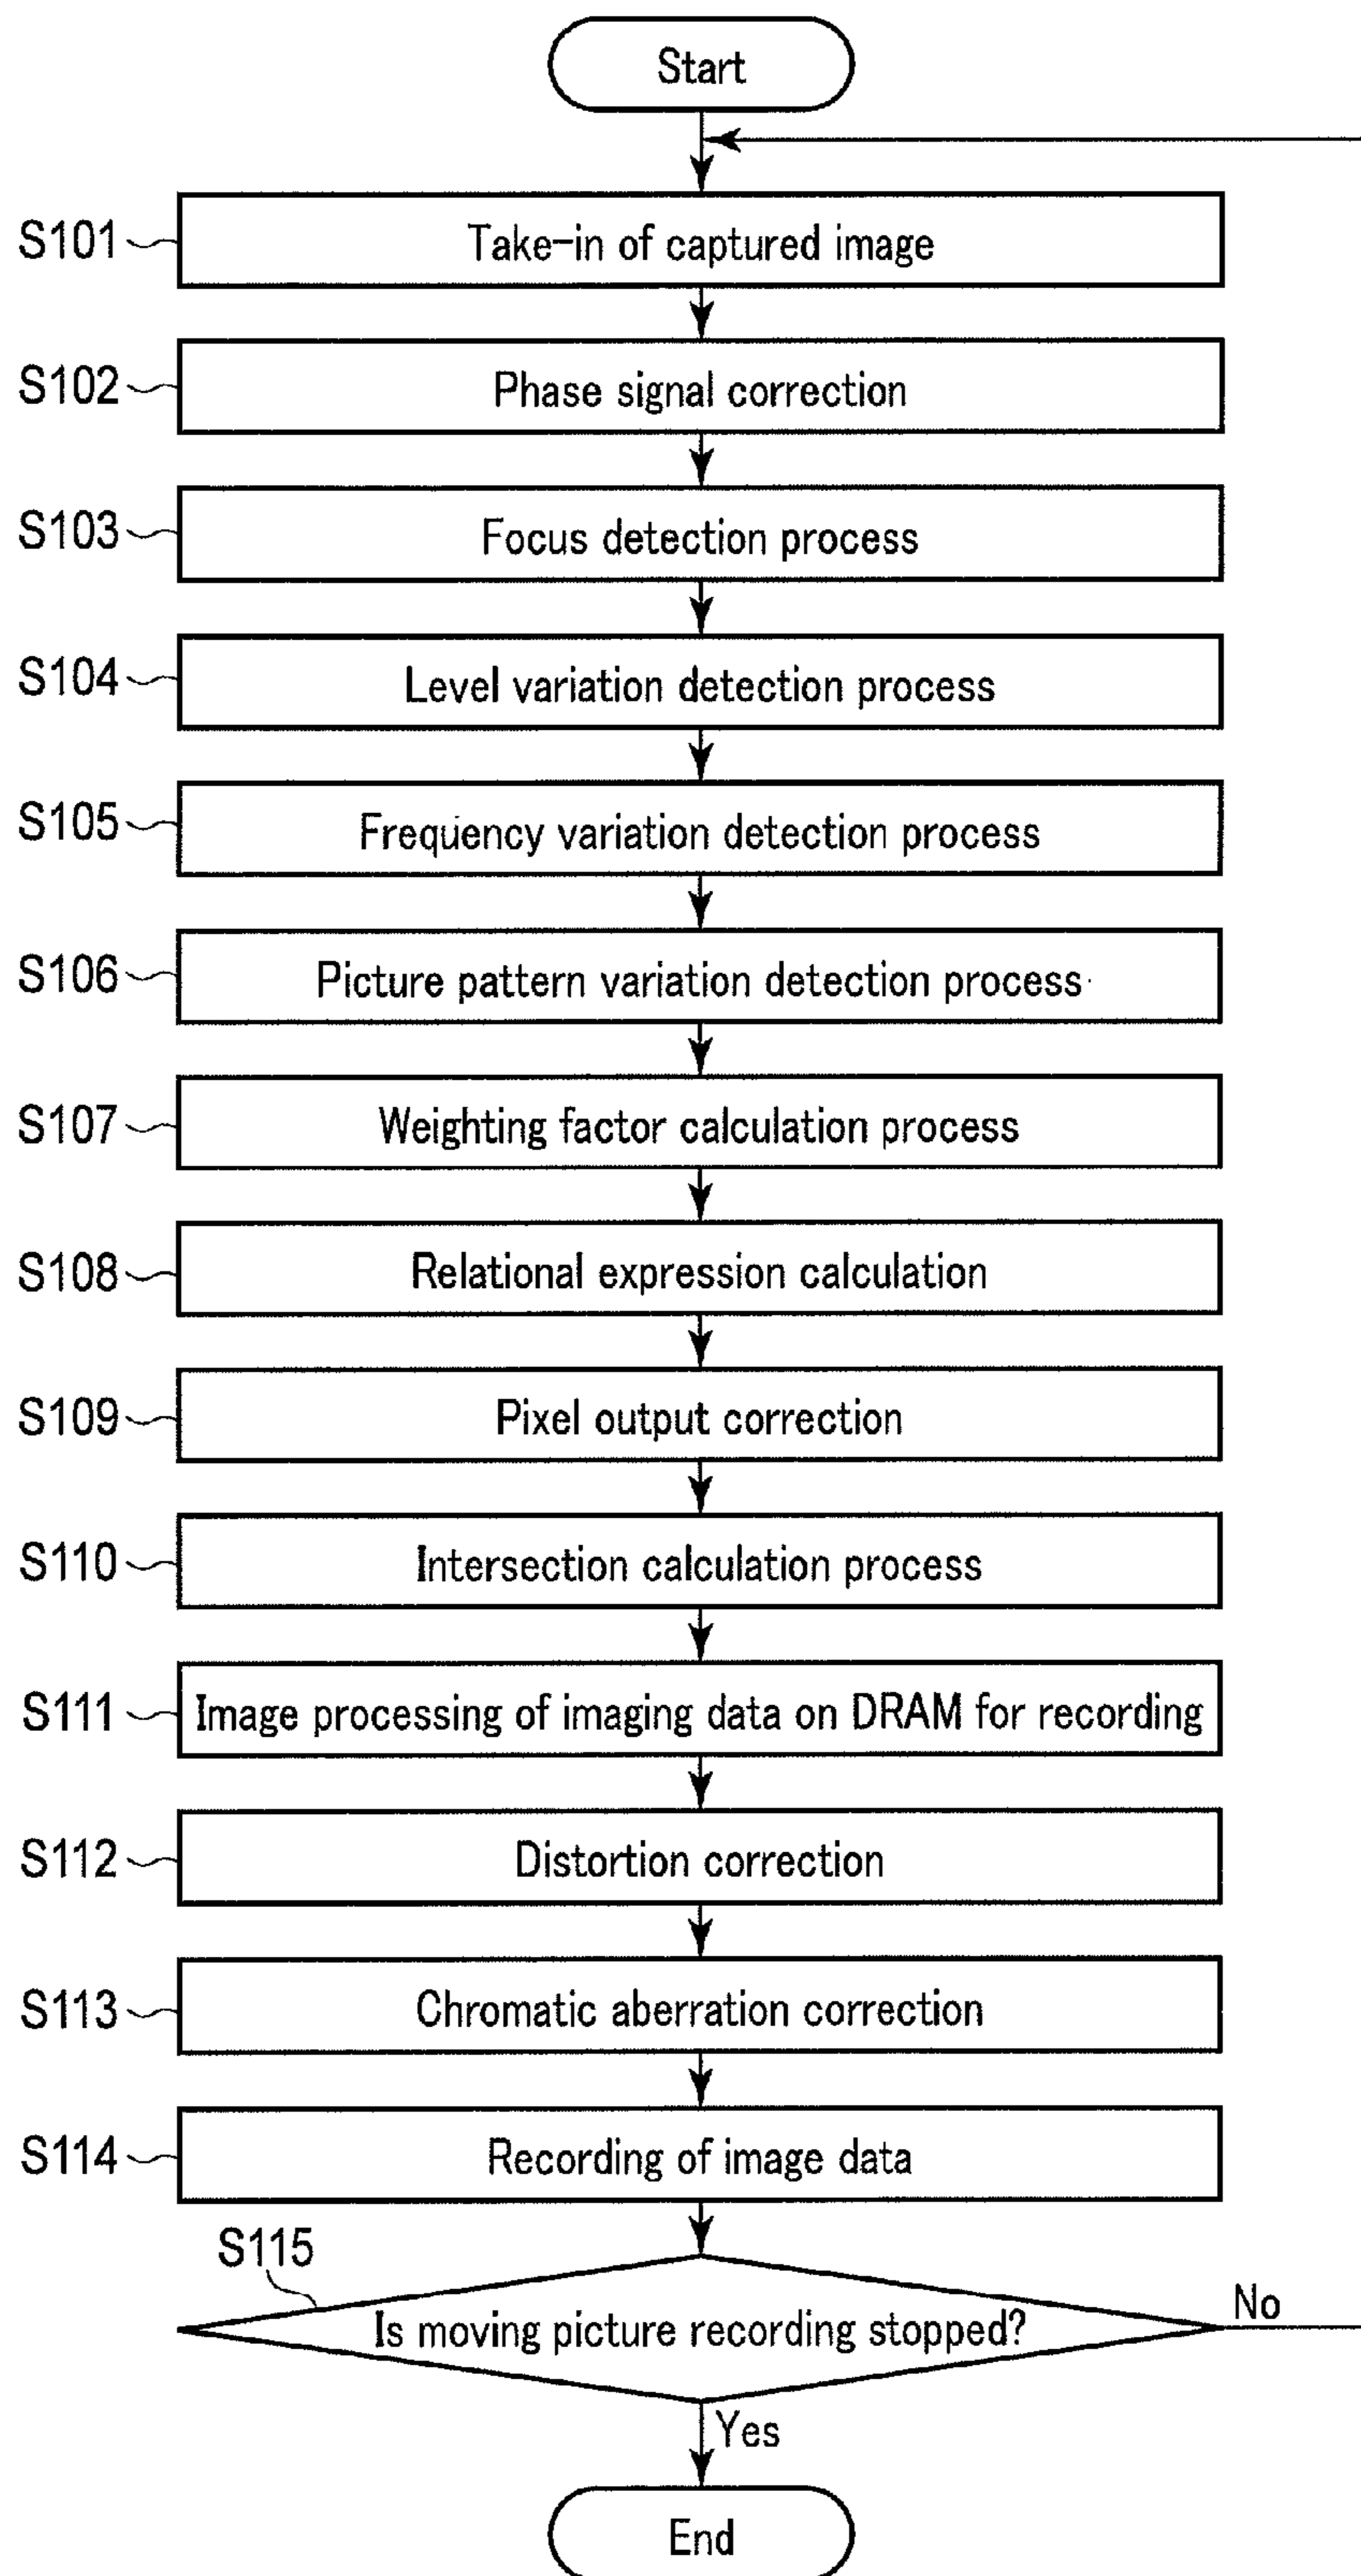 Start
S101
Take-in of captured image
S102
Phase signal correction
S103
Focus detection process
S104
Level variation detection process
S105
Frequency variation detection process
S106
Picture pattern variation detection process
S107
Weighting factor calculation process
S108
Relational expression calculation
S109
Pixel output correction
S110
Intersection calculation process
S111
Image processing of imaging data on DRAM for recording
S112
Distortion correction
S113
Chromatic aberration correction
S114
Recording of image data
S115
Is moving picture recording stopped?
No
Yes
End